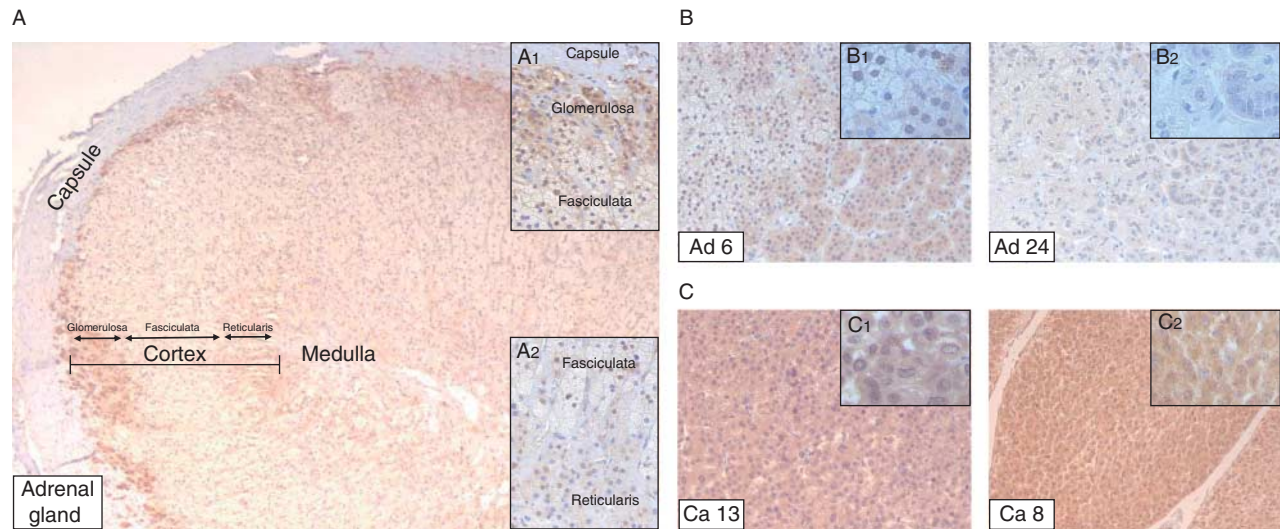 A
Capsule
Glomerulosa
Fasciculata
Reticularis
Cortex
Medulla
Adrenal
gland
A1
Capsule
Glomerulosa
Fasciculata
A2
Fasciculata
Reticularis
B
B1
Ad 6
B2
Ad 24
C
C1
Ca 13
C2
Ca 8